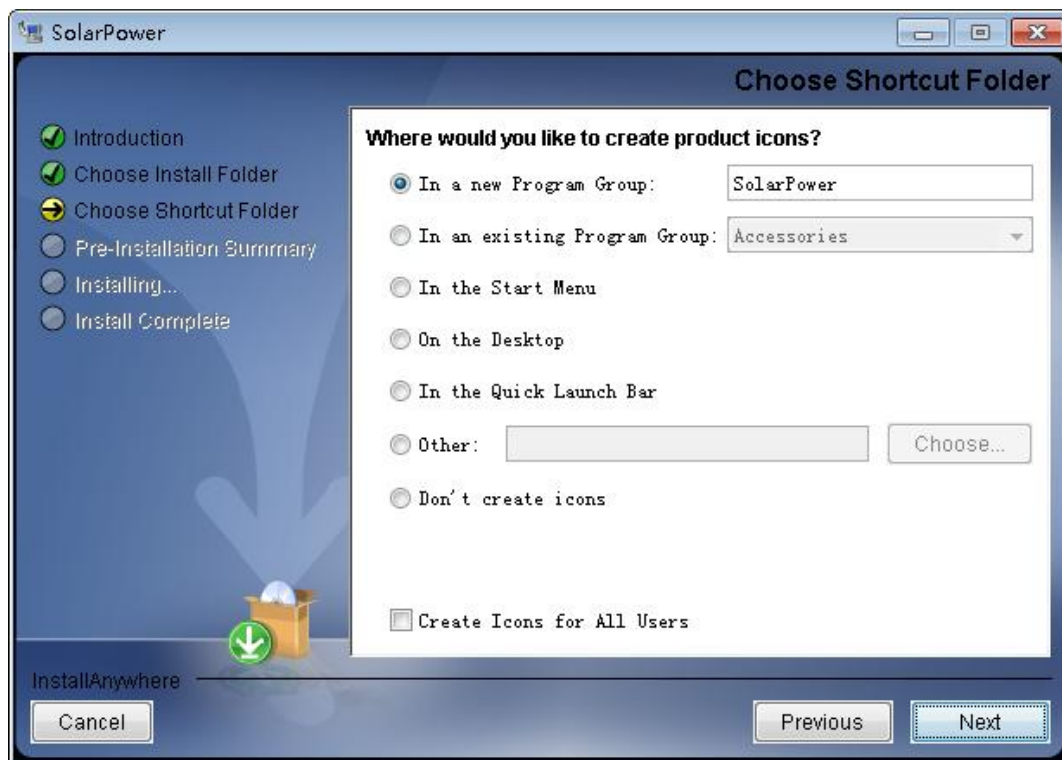 SolarPower
Choose Shortcut Folder
Introduction
Choose Install Folder
Choose Shortcut Folder
Pre-Installation Summary
Installing...
Install Complete
Where would you like to create product icons?
In a new Program Group: SolarPower
In an existing Program Group: Accessories
In the Start Menu
On the Desktop
In the Quick Launch Bar
Other: Choose...
Don't create icons
Create Icons for All Users
InstallAnywhere
Cancel Previous Next